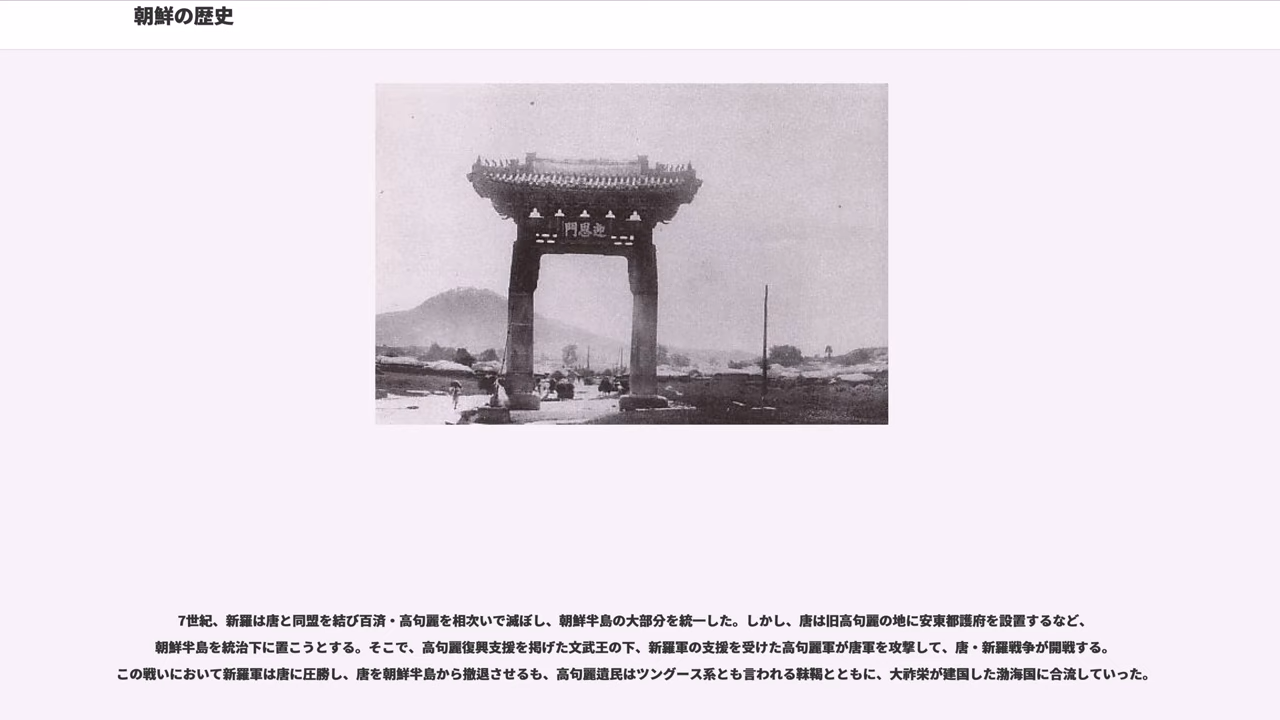 朝鮮の歴史
門恩迎
7世紀、新羅は唐と同盟を結び百済・高句麗を相次いで滅ぼし、朝鮮半島の大部分を統一した。しかし、唐は旧高句麗の地に安東都護府を設置するなど、
朝鮮半島を統治下に置こうとする。そこで、高句麗復興支援を掲げた文武王の下、新羅軍の支援を受けた高句麗軍が唐軍を攻撃して、唐・新羅戦争が開戦する。
この戦いにおいて新羅軍は唐に圧勝し、唐を朝鮮半島から撤退させるも、高句麗遺民はツングース系とも言われる靺鞨とともに、大祚栄が建国した渤海国に合流していった。